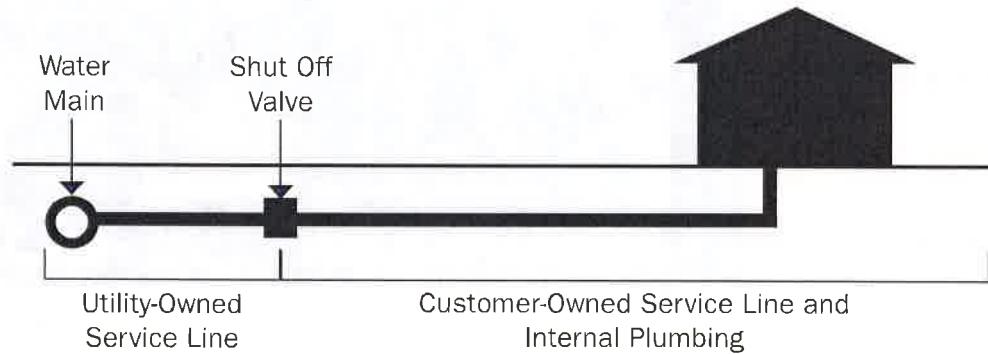 Water
Main
Shut Off
Valve
Utility-Owned
Service Line
Customer-Owned Service Line and
Internal Plumbing